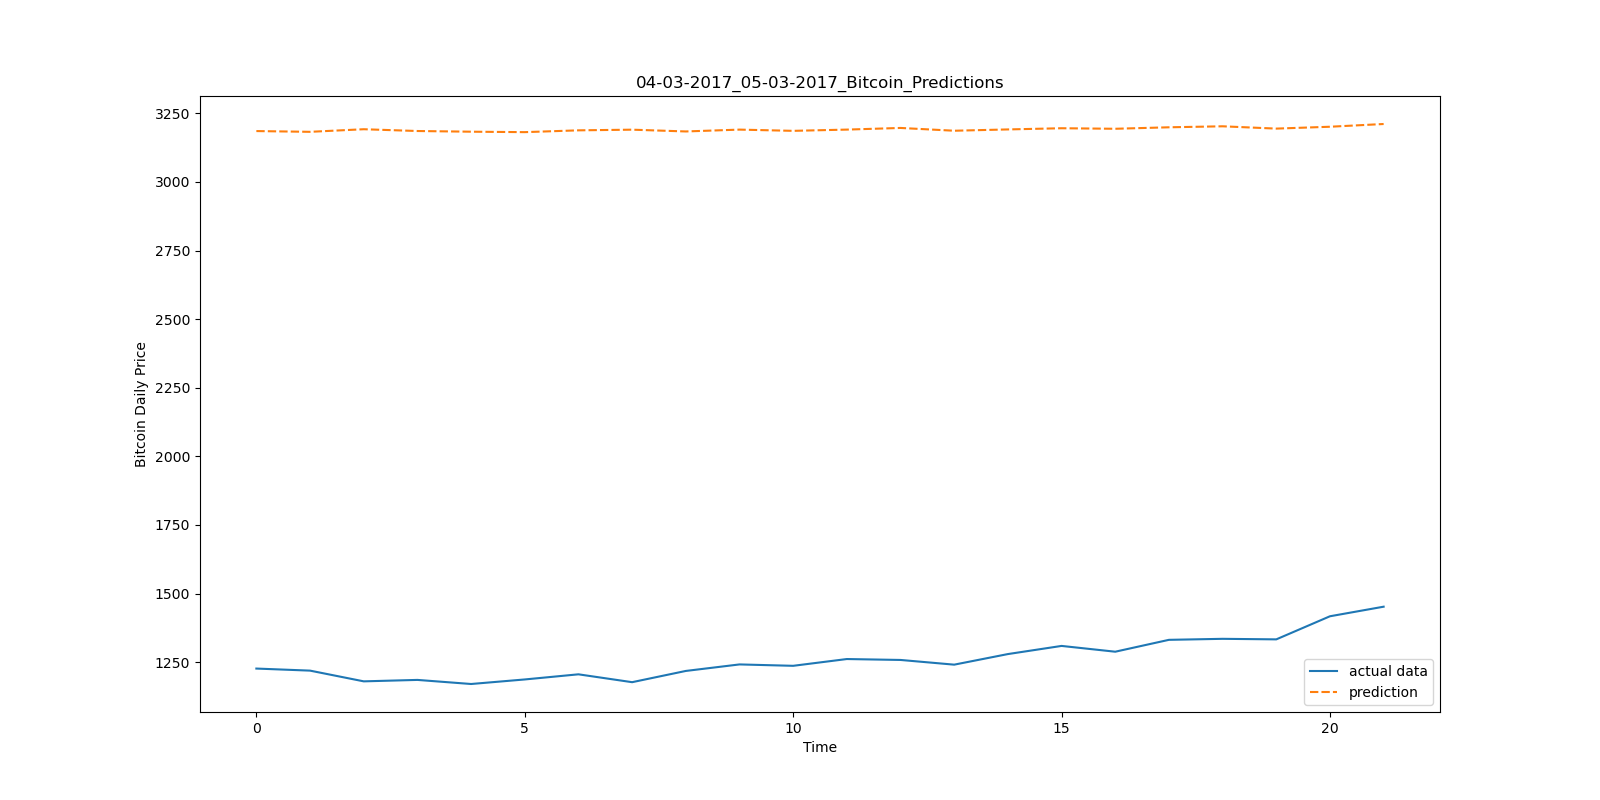 04-03-2017_05-03-2017_Bitcoin_Predictions
3250
3000
2750
2500
2250
2000
1750
1500
1250
Bitcoin Daily Price
0 5 10 15 20
Time
actual data
prediction